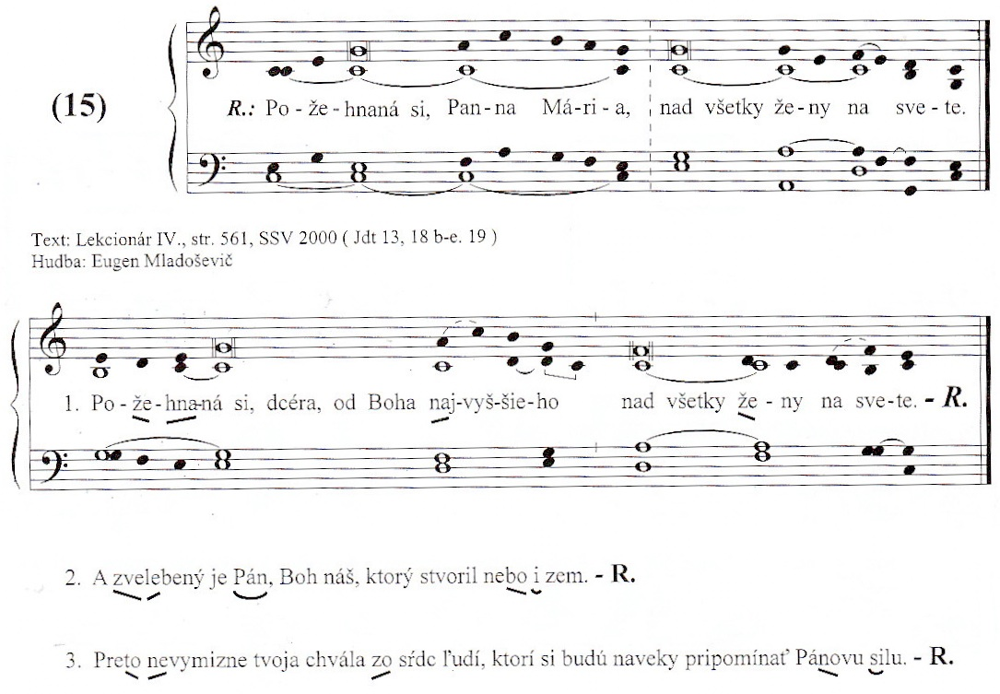 (15)
R.: Po - že - hnaná si, Pan - na Má - ri - a, nad všetky že - ny na sve - te.
Text: Lekcionár IV., str. 561, SSV 2000 ( Jdt 13, 18 b-e. 19 )
Hudba: Eugen Mladoševič
1. Po - že - hna-ná si, dcéra, od Boha naj-vyš-šie-ho nad všetky že - ny na sve-te. - R.
2. A zvelebený je Pán, Boh náš, ktorý stvoril nebo i zem. - R.
3. Preto nevymizne tvoja chvála zo sŕdc ľudí, ktorí si budú naveky pripomínať Pánovu silu. - R.